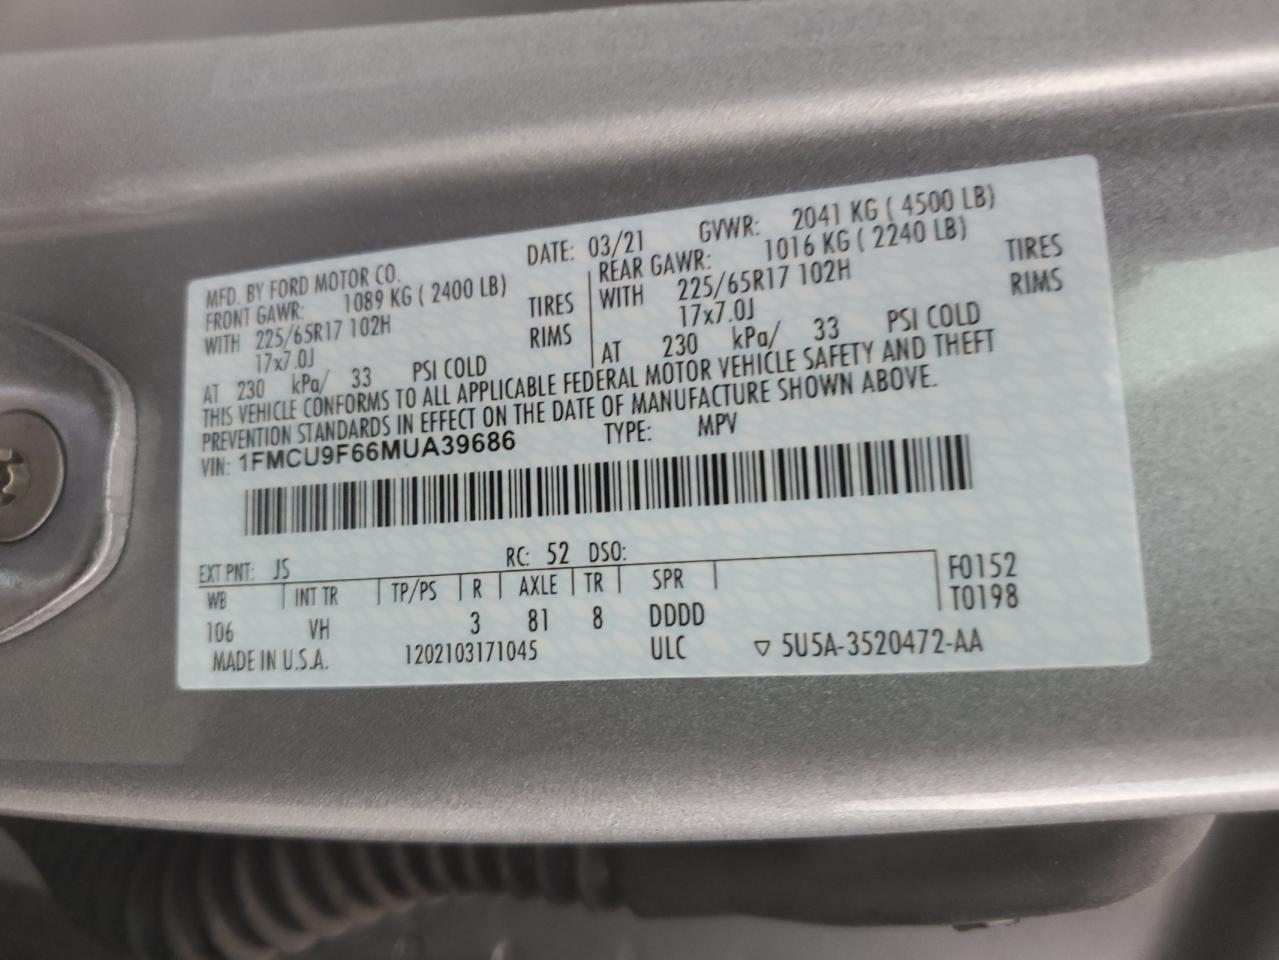 MFD. BY FORD MOTOR CO.
DATE: 03/21 GVWR: 2041 KG ( 4500 LB)
FRONT GAWR: 1089 KG ( 2400 LB)
WITH 225/65R17 102H TIRES
17x7.0J RIMS
AT 230 kPa/ 33 PSI COLD
REAR GAWR: 1016 KG ( 2240 LB)
WITH 225/65R17 102H TIRES
17x7.0J RIMS
AT 230 kPa/ 33 PSI COLD
THIS VEHICLE CONFORMS TO ALL APPLICABLE FEDERAL MOTOR VEHICLE SAFETY AND THEFT
PREVENTION STANDARDS IN EFFECT ON THE DATE OF MANUFACTURE SHOWN ABOVE.
VIN: 1FMCU9F66MUA39686 TYPE: MPV
EXT PNT: JS RC: 52 DSO:
WB INT TR TP/PS R AXLE TR SPR F0152
106 VH 3 81 8 DDDD T0198
MADE IN U.S.A. 1202103171045 ULC ▽ 5U5A-3520472-AA